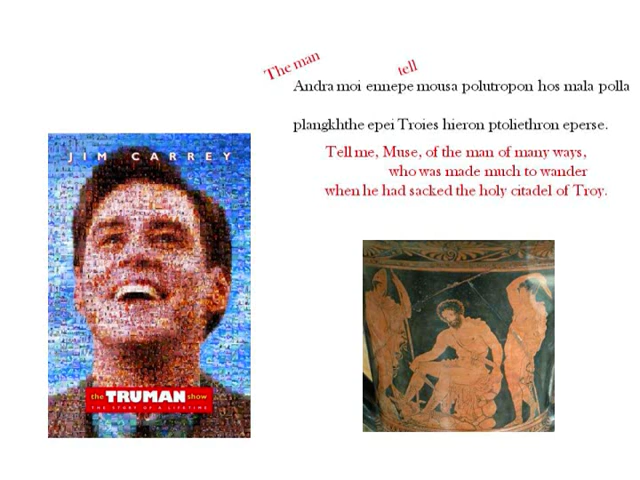 The man
tell
Andra moi ennepe mousa polutropon hos mala polla
plangkhthe epei Troies hieron ptoliethron eperse.
Tell me, Muse, of the man of many ways,
who was made much to wander
when he had sacked the holy citadel of Troy.
JIM CARREY
the TRUMAN show
THE STORY OF A LIFETIME